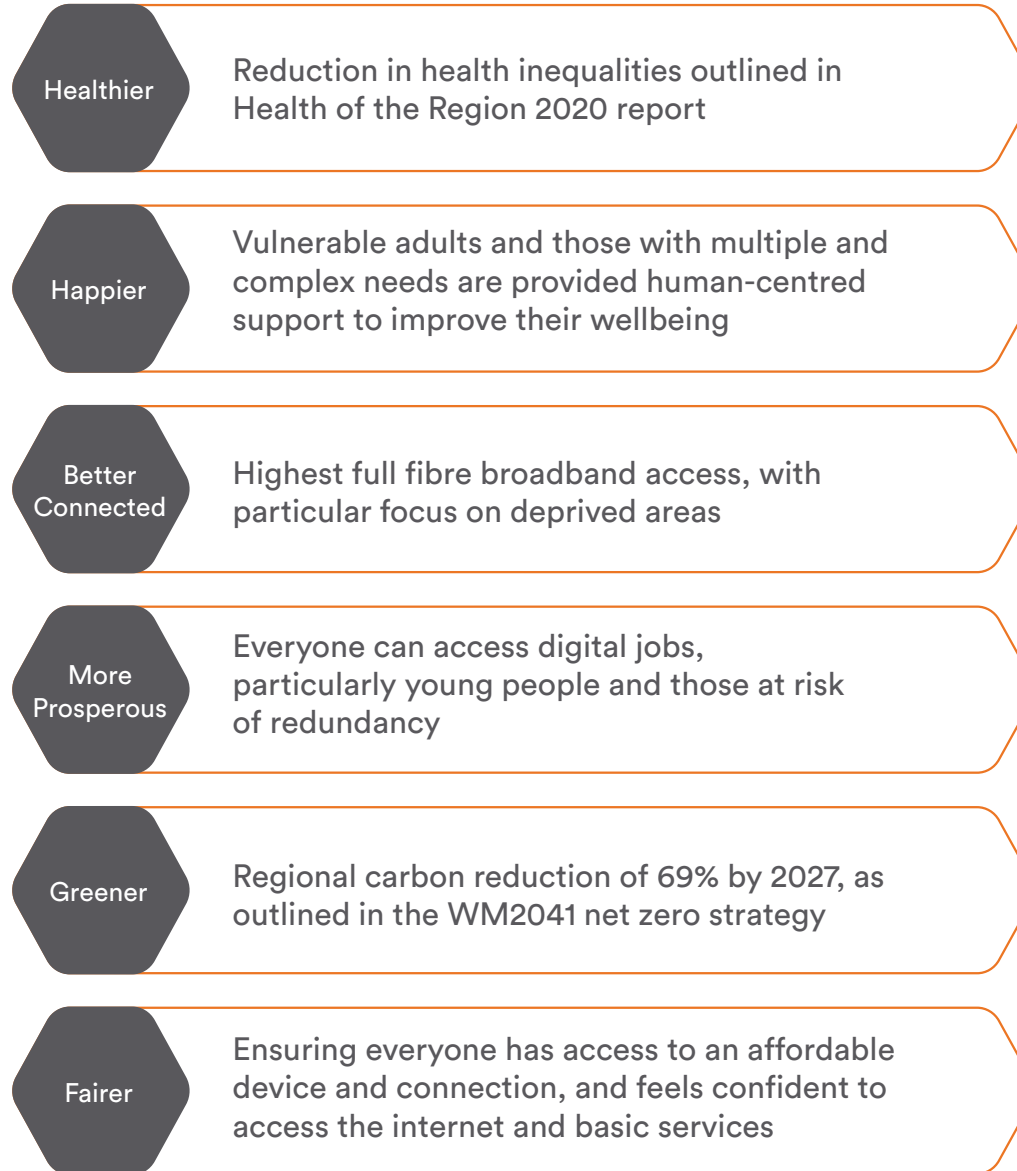 Healthier
Reduction in health inequalities outlined in
Health of the Region 2020 report
Happier
Vulnerable adults and those with multiple and
complex needs are provided human-centred
support to improve their wellbeing
Better
Connected
Highest full fibre broadband access, with
particular focus on deprived areas
More
Prosperous
Everyone can access digital jobs,
particularly young people and those at risk
of redundancy
Greener
Regional carbon reduction of 69% by 2027, as
outlined in the WM2041 net zero strategy
Fairer
Ensuring everyone has access to an affordable
device and connection, and feels confident to
access the internet and basic services